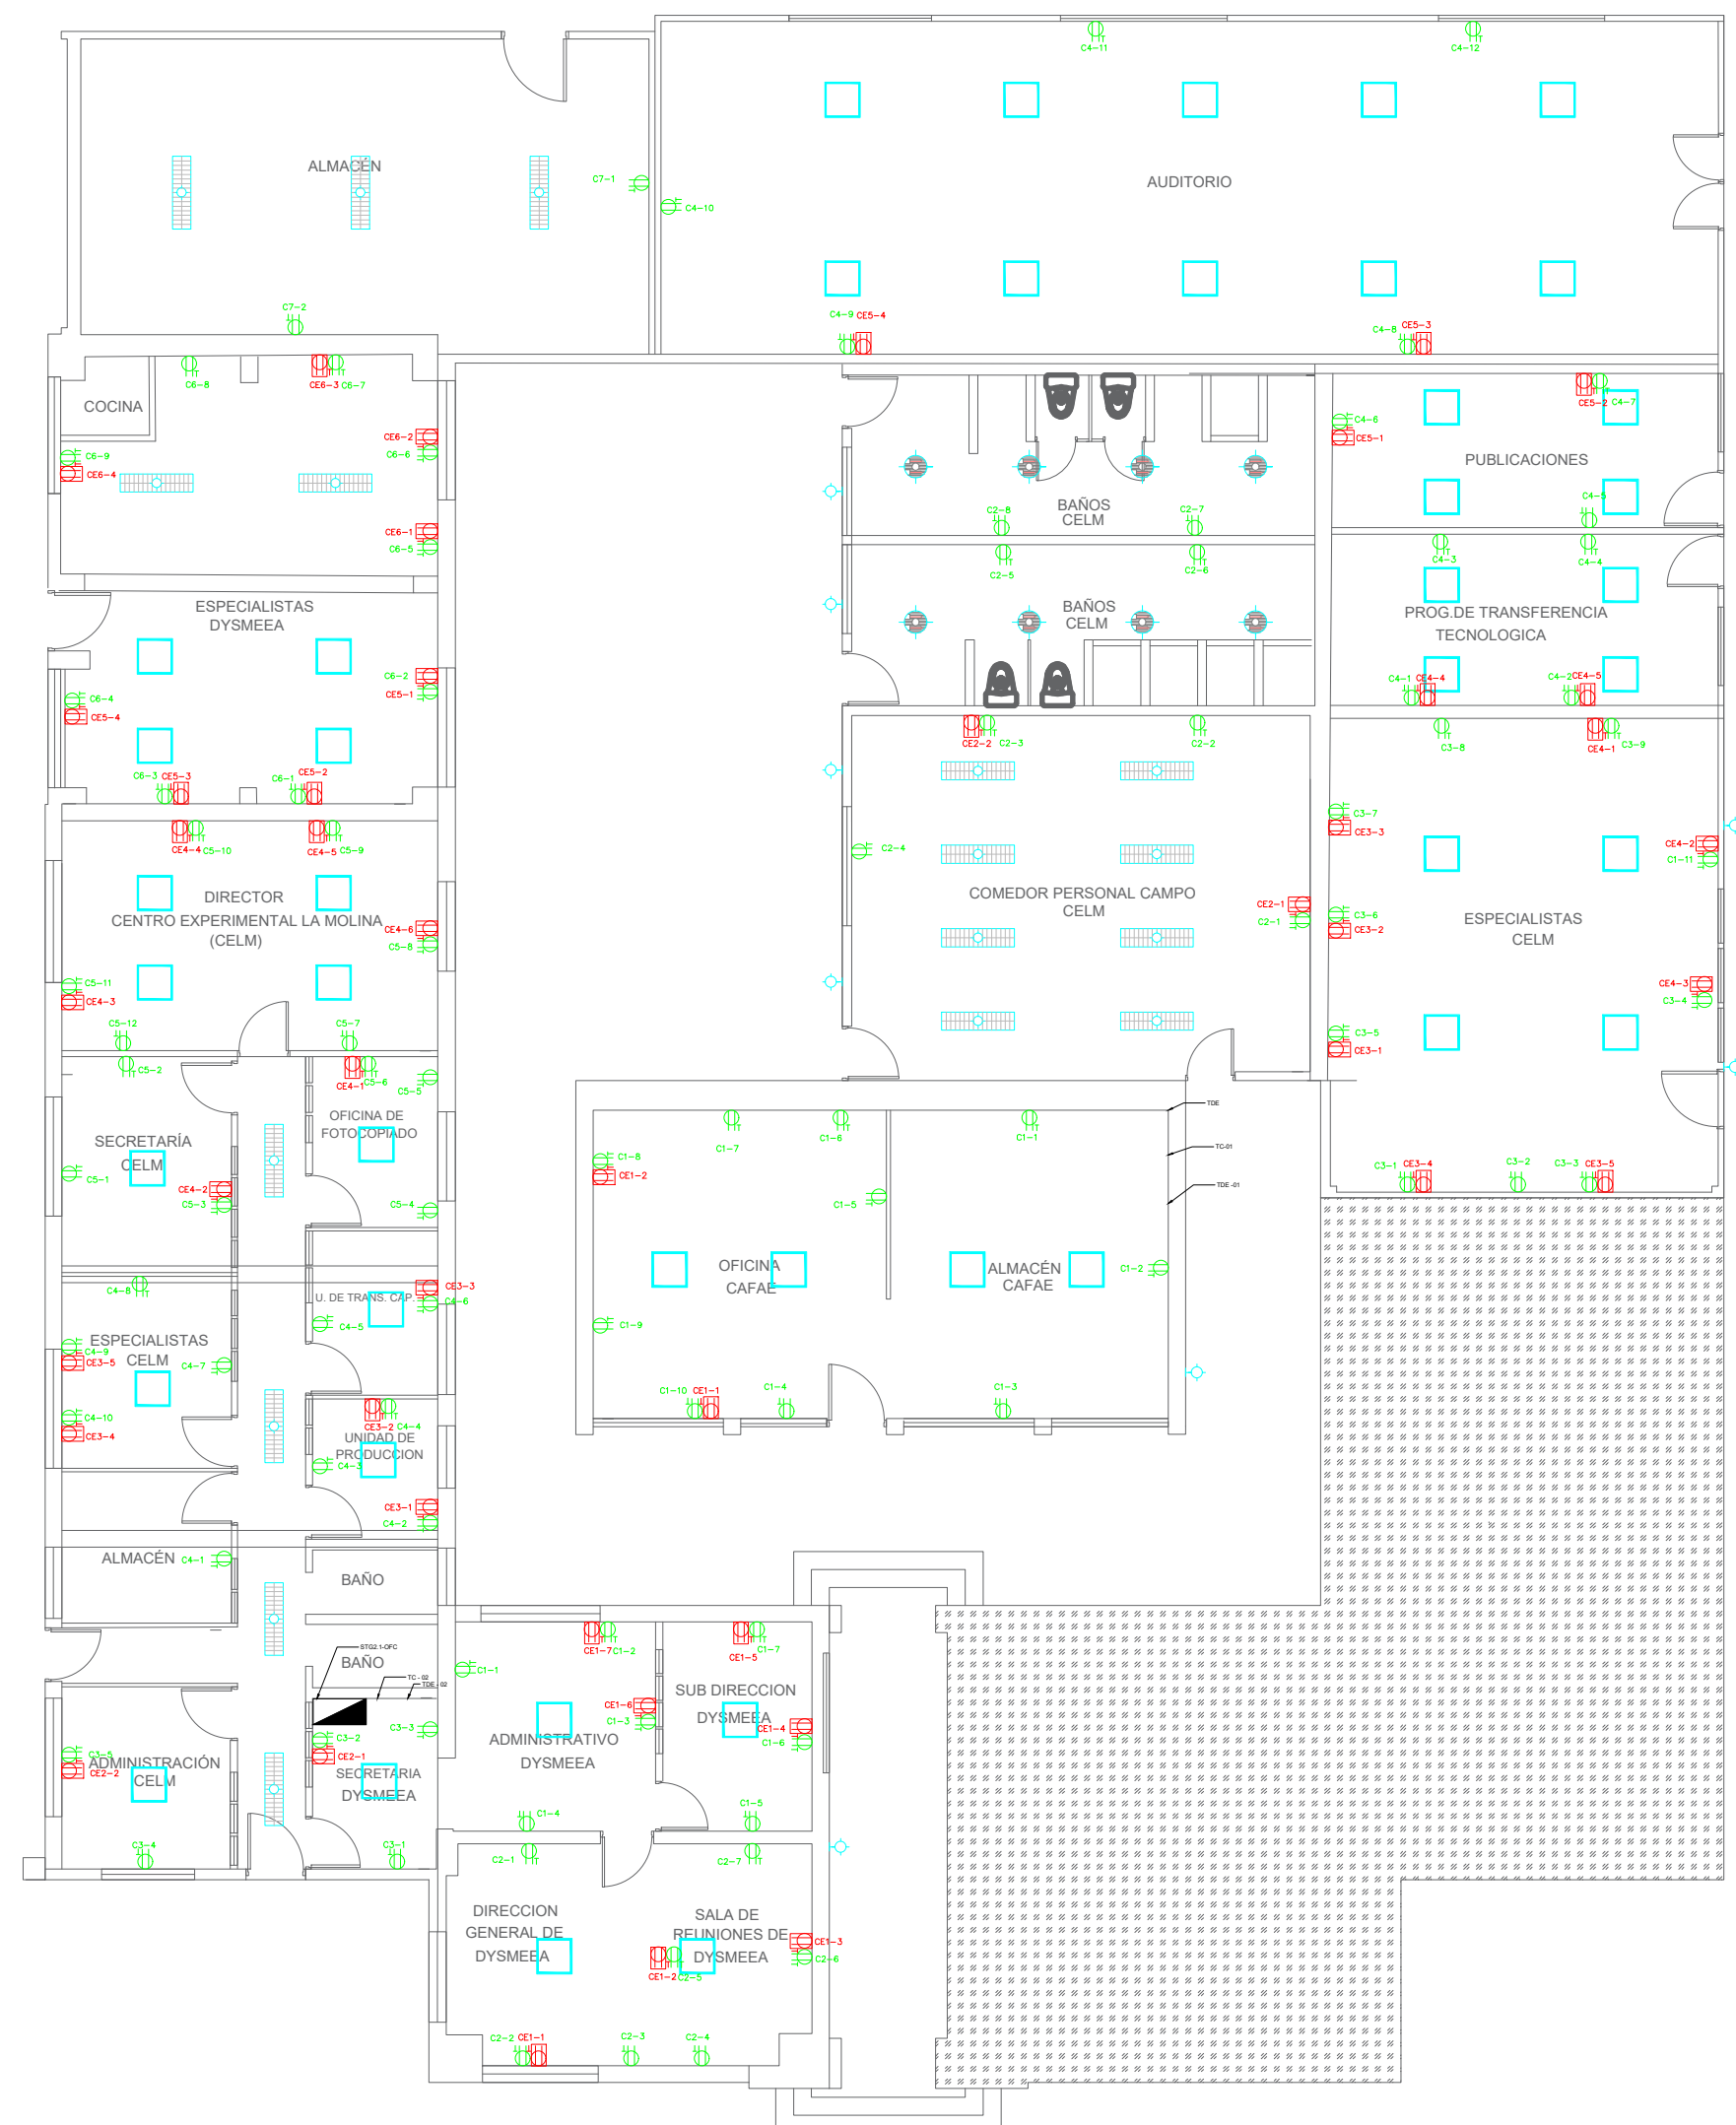 C4-11
C4-12
ALMACÉN
C7-1
AUDITORIO
C4-10
C7-2
C4-9
CE5-4
C4-8
CE5-3
C6-8
CE6-3
C6-7
COCINA
CE5-2
C4-7
C4-6
CE5-1
CE6-2
C6-6
C6-9
CE6-4
PUBLICACIONES
C4-5
BAÑOS
CELM
C2-8
C2-7
CE6-1
C6-5
C4-3
C4-4
C2-5
C2-6
ESPECIALISTAS
DYSMEEA
BAÑOS
CELM
PROG.DE TRANSFERENCIA
TECNOLOGICA
C6-2
CE5-1
C6-4
CE5-4
C4-1
CE4-4
C4-2
CE4-5
CE2-2
C2-3
C2-2
C3-8
CE4-1
C3-9
C6-3
CE5-3
C6-1
CE5-2
C3-7
CE3-3
CE4-4
C5-10
CE4-5
C5-9
C2-4
CE4-2
C1-11
DIRECTOR
CENTRO EXPERIMENTAL LA MOLINA
(CELM)
COMEDOR PERSONAL CAMPO
CELM
CE2-1
C2-1
C3-6
CE3-2
ESPECIALISTAS
CELM
CE4-6
C5-8
C5-11
CE4-3
CE4-3
C3-4
C5-12
C5-7
C3-5
CE3-1
C5-2
CE4-1
C5-6
C5-5
TDE
OFICINA DE
FOTOCOPIADO
C1-7
C1-6
C1-1
TC-01
SECRETARÍA
CELM
C5-1
CE4-2
C5-3
C5-4
C1-8
CE1-2
C1-5
TDE -01
C3-1
CE3-4
C3-2
C3-3
CE3-5
OFICINA
CAFAE
ALMACÉN
CAFAE
C1-2
C4-8
CE3-3
C4-6
U. DE TRANS. CAP.
C4-5
C1-9
ESPECIALISTAS
CELM
C4-9
CE3-5
C4-7
C4-10
CE3-4
C1-10
CE1-1
C1-4
C1-3
CE3-2
C4-4
UNIDAD DE
PRODUCCION
C4-3
CE3-1
C4-2
ALMACÉN
C4-1
BAÑO
STG2.1-OFC
BAÑO
TC - 02
TDE - 02
CE1-7
C1-2
CE1-5
C1-7
C1-1
SUB DIRECCION
DYSMEEA
CE1-6
C1-3
CE1-4
C1-6
ADMINISTRATIVO
DYSMEEA
C3-3
C3-2
CE2-1
C3-5
CE2-2
ADMINISTRACIÓN
CELM
SECRETARIA
DYSMEEA
C1-4
C1-5
C3-4
C3-1
C2-1
C2-7
DIRECCION
GENERAL DE
DYSMEEA
SALA DE
REUNIONES DE
DYSMEEA
CE1-3
C2-6
CE1-2
C2-5
C2-2
CE1-1
C2-3
C2-4